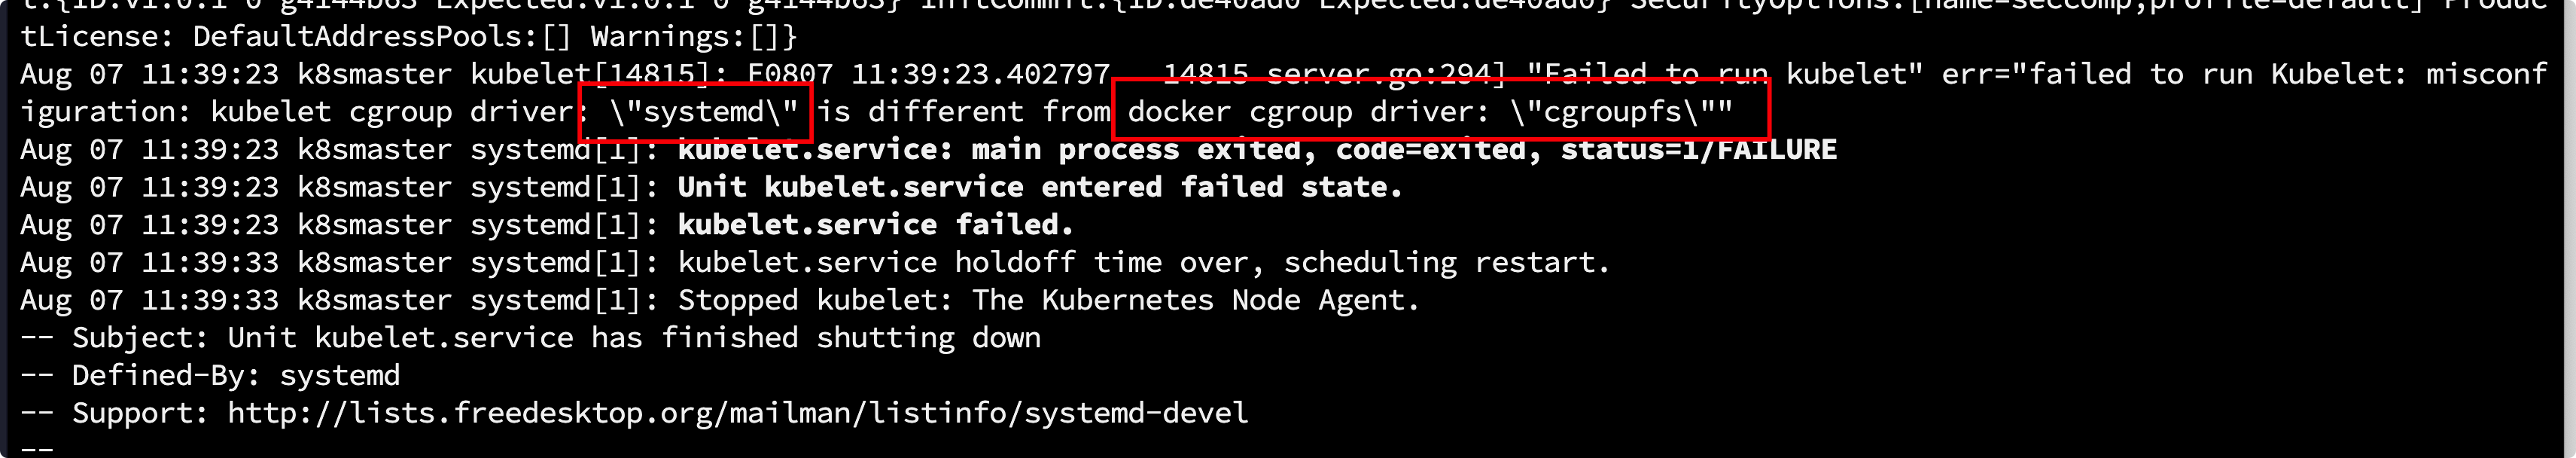 t:{ID:v1.0.1-0-g4144b63 Expected:v1.0.1-0-g4144b63} InitCommit:{ID:de40ad0 Expected:de40ad0} SecurityOptions:[name=seccomp,profile=default] Produc
tLicense: DefaultAddressPools:[] Warnings:[]}
Aug 07 11:39:23 k8smaster kubelet[14815]: E0807 11:39:23.402797   14815 server.go:294] "Failed to run kubelet" err="failed to run Kubelet: misconf
iguration: kubelet cgroup driver: \"systemd\" is different from docker cgroup driver: \"cgroupfs\""
Aug 07 11:39:23 k8smaster systemd[1]: kubelet.service: main process exited, code=exited, status=1/FAILURE
Aug 07 11:39:23 k8smaster systemd[1]: Unit kubelet.service entered failed state.
Aug 07 11:39:23 k8smaster systemd[1]: kubelet.service failed.
Aug 07 11:39:33 k8smaster systemd[1]: kubelet.service holdoff time over, scheduling restart.
Aug 07 11:39:33 k8smaster systemd[1]: Stopped kubelet: The Kubernetes Node Agent.
-- Subject: Unit kubelet.service has finished shutting down
-- Defined-By: systemd
-- Support: http://lists.freedesktop.org/mailman/listinfo/systemd-devel
--